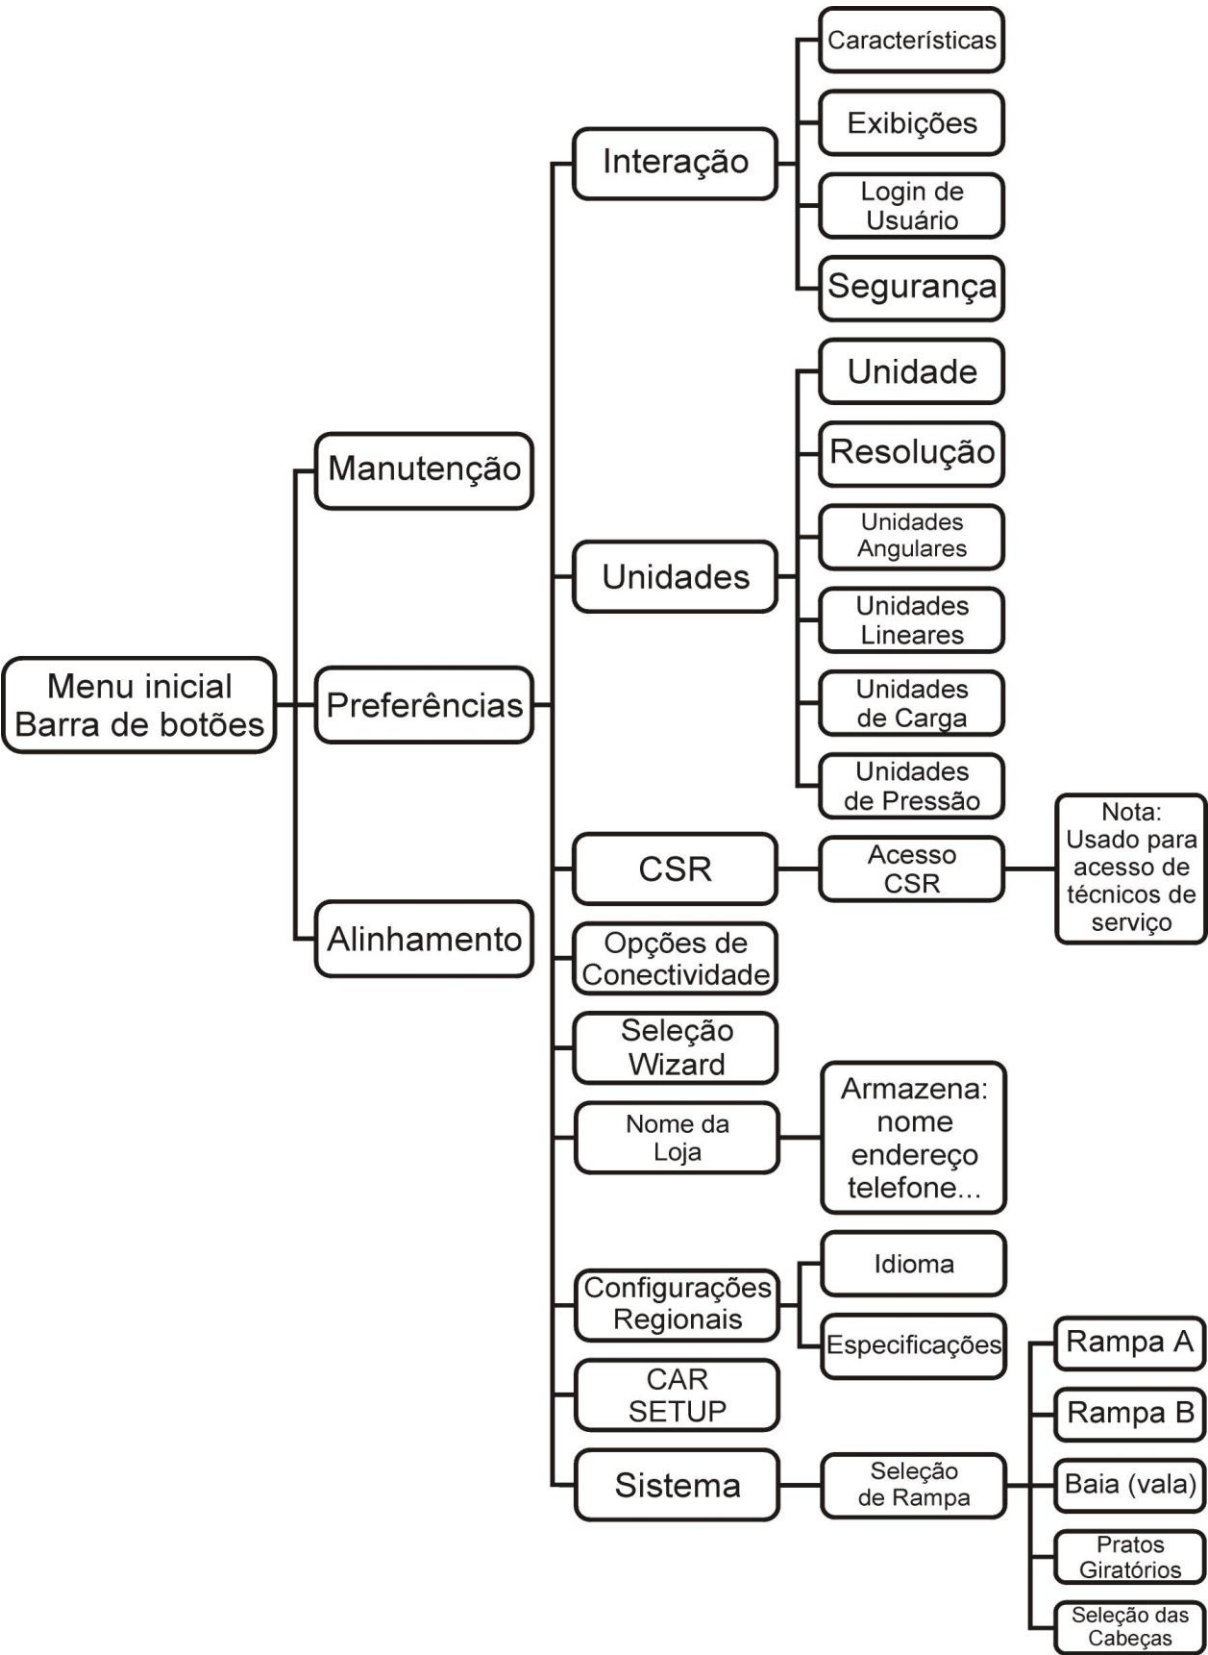 Menu inicial
Barra de botões
Manutenção
Preferências
Alinhamento
Interação
Características
Exibições
Login de
Usuário
Segurança
Unidades
Unidade
Resolução
Unidades
Angulares
Unidades
Lineares
Unidades
de Carga
Unidades
de Pressão
CSR
Acesso
CSR
Nota:
Usado para
acesso de
técnicos de
serviço
Opções de
Conectividade
Seleção
Wizard
Nome da
Loja
Armazena:
nome
endereço
telefone...
Configurações
Regionais
Idioma
Especificações
CAR
SETUP
Sistema
Seleção
de Rampa
Rampa A
Rampa B
Baia (vala)
Pratos
Giratórios
Seleção das
Cabeças